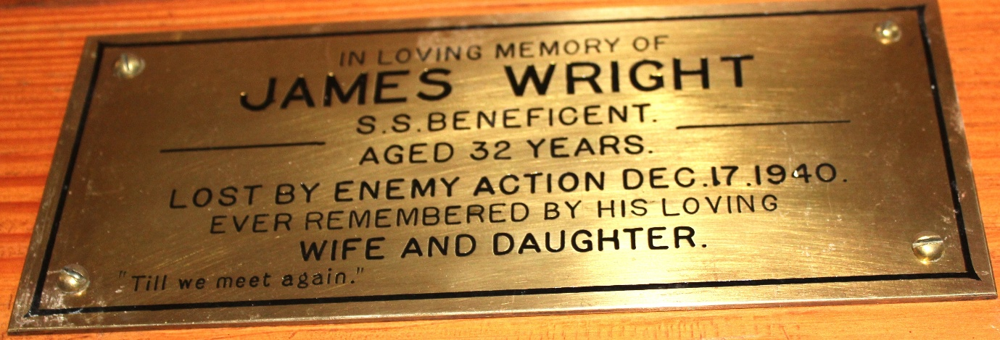 IN LOVING MEMORY OF
JAMES WRIGHT
S.S.BENEFICENT.
AGED 32 YEARS.
LOST BY ENEMY ACTION DEC.17.1940.
EVER REMEMBERED BY HIS LOVING
WIFE AND DAUGHTER.
"Till we meet again."